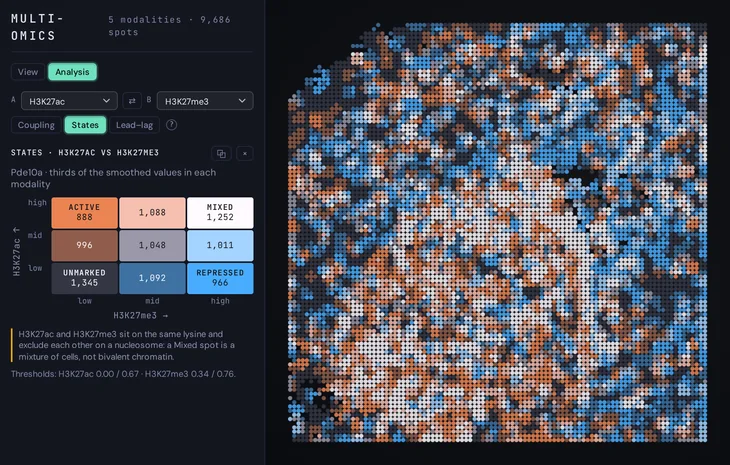 MULTI-
OMICS
5 modalities · 9,686
spots
View Analysis
A H3K27ac ⇄ B H3K27me3
Coupling States Lead–lag ?
STATES · H3K27AC VS H3K27ME3 ×
Pde10a · thirds of the smoothed values in each
modality
high
ACTIVE
888
1,088
MIXED
1,252
mid
996 1,048 1,011
low
UNMARKED
1,345
1,092
REPRESSED
966
H3K27ac →
low mid high
H3K27me3 →
H3K27ac and H3K27me3 sit on the same lysine and
exclude each other on a nucleosome: a Mixed spot is a
mixture of cells, not bivalent chromatin.
Thresholds: H3K27ac 0.00 / 0.67 · H3K27me3 0.34 / 0.76.